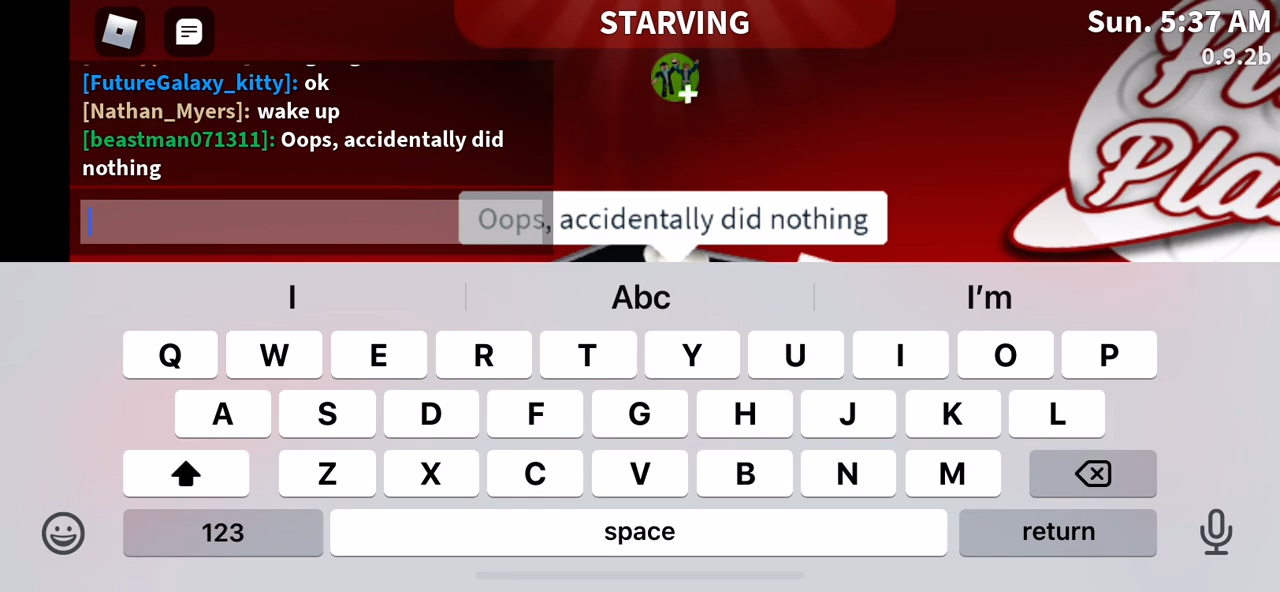 STARVING
Sun. 5:37 AM
0.9.2b
[FutureGalaxy_kitty]: ok
[Nathan_Myers]: wake up
[beastman071311]: Oops, accidentally did
nothing
Oops, accidentally did nothing
I Abc I'm
Q W E R T Y U I O P
A S D F G H J K L
Z X C V B N M
123 space return